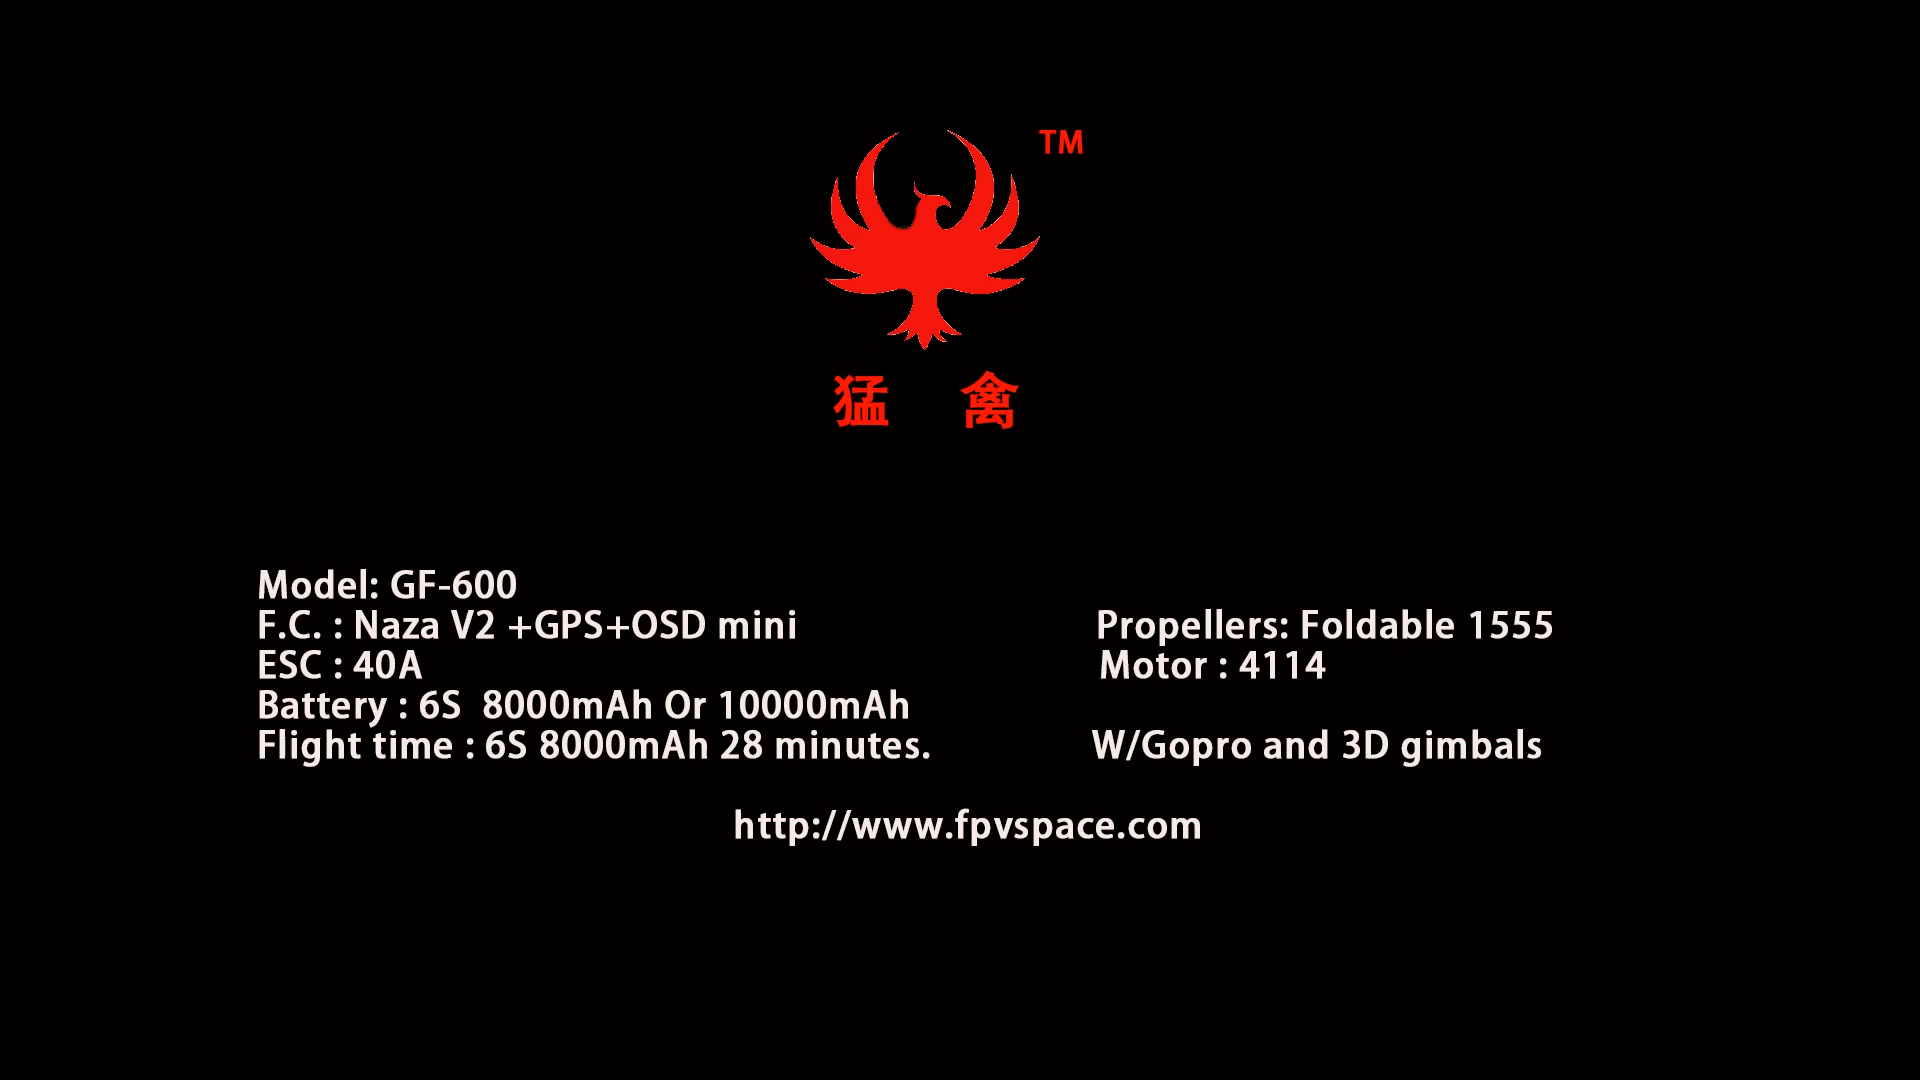 TM
猛 禽
Model: GF-600
F.C. : Naza V2 +GPS+OSD mini
Propellers: Foldable 1555
ESC : 40A
Motor : 4114
Battery : 6S  8000mAh Or 10000mAh
Flight time : 6S 8000mAh 28 minutes.
W/Gopro and 3D gimbals
http://www.fpvspace.com